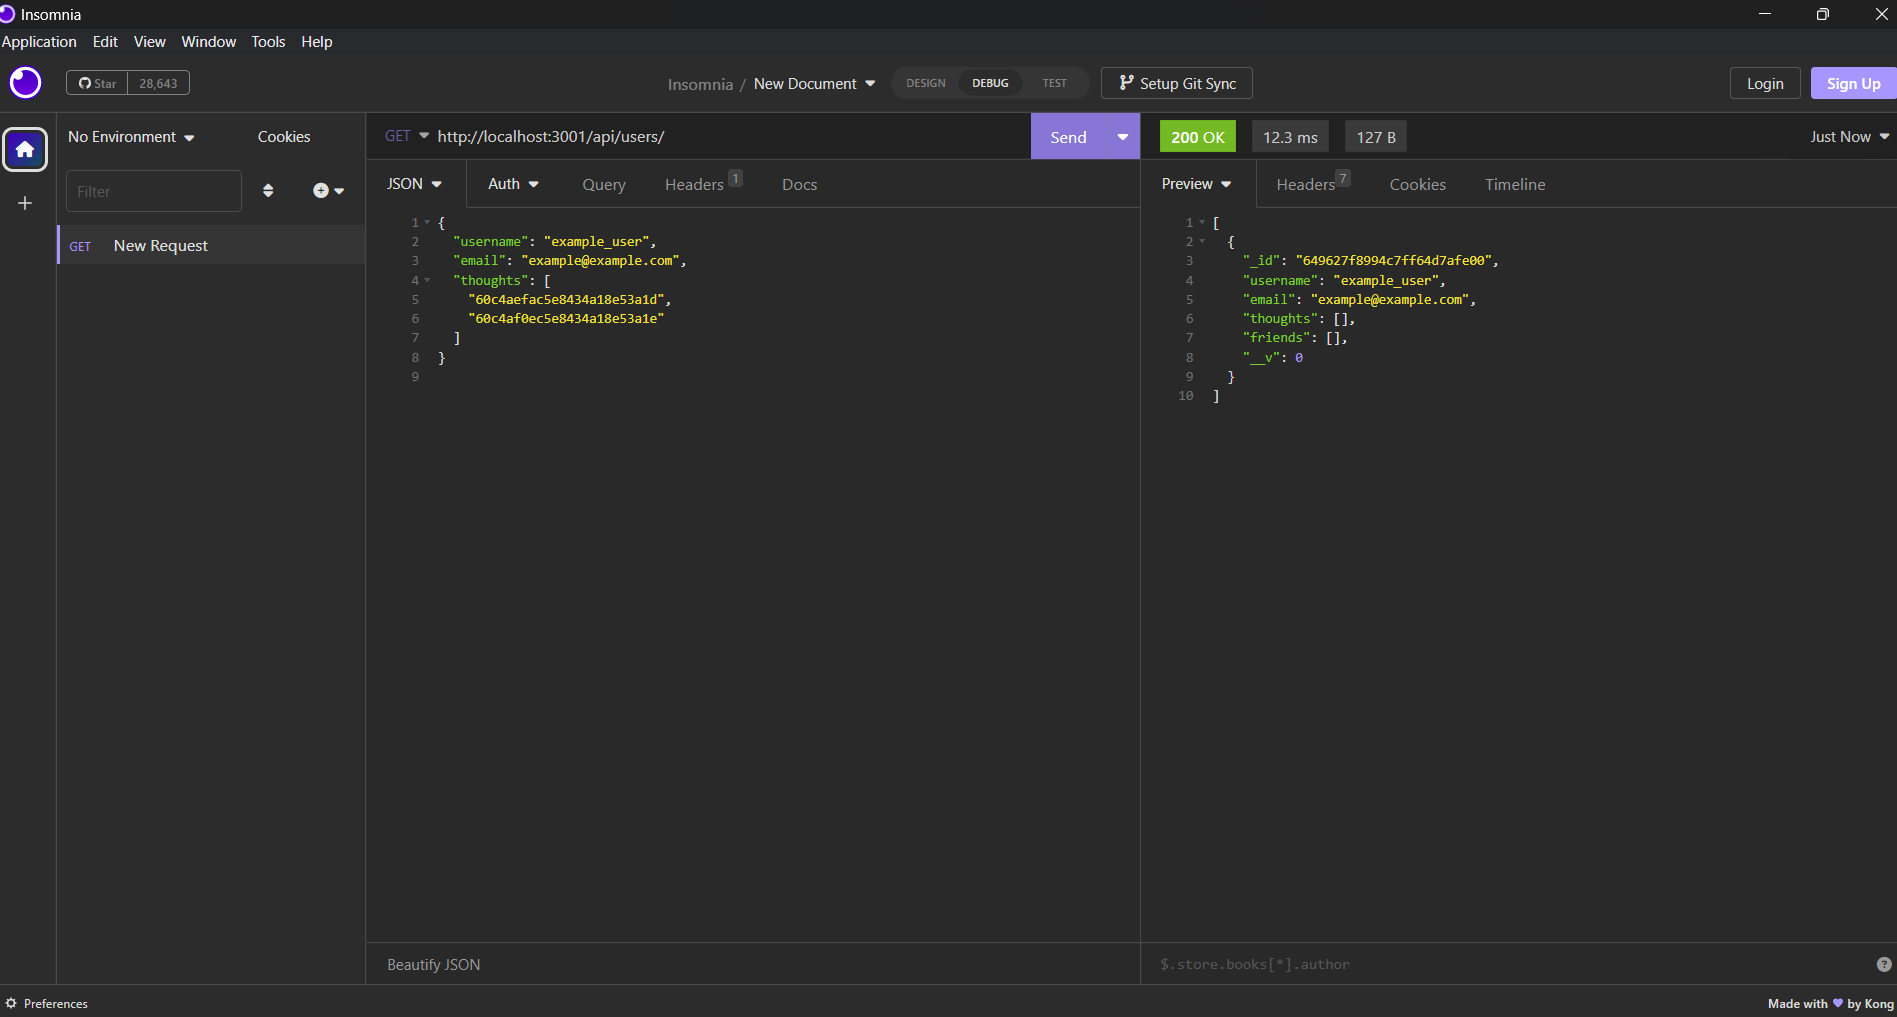 Insomnia
Application Edit View Window Tools Help
Star 28,643
Insomnia / New Document DESIGN DEBUG TEST Setup Git Sync
Login Sign Up
No Environment Cookies
Filter
GET New Request
GET http://localhost:3001/api/users/ Send
JSON Auth Query Headers 1 Docs
1 {
2 "username": "example_user",
3 "email": "example@example.com",
4 "thoughts": [
5 "60c4aefac5e8434a18e53a1d",
6 "60c4af0ec5e8434a18e53a1e"
7 ]
8 }
9
Beautify JSON
200 OK 12.3 ms 127 B Just Now
Preview Headers 7 Cookies Timeline
1 [
2 {
3 "_id": "649627f8994c7ff64d7afe00",
4 "username": "example_user",
5 "email": "example@example.com",
6 "thoughts": [],
7 "friends": [],
8 "__v": 0
9 }
10 ]
$.store.books[*].author ?
Preferences
Made with 💜 by Kong